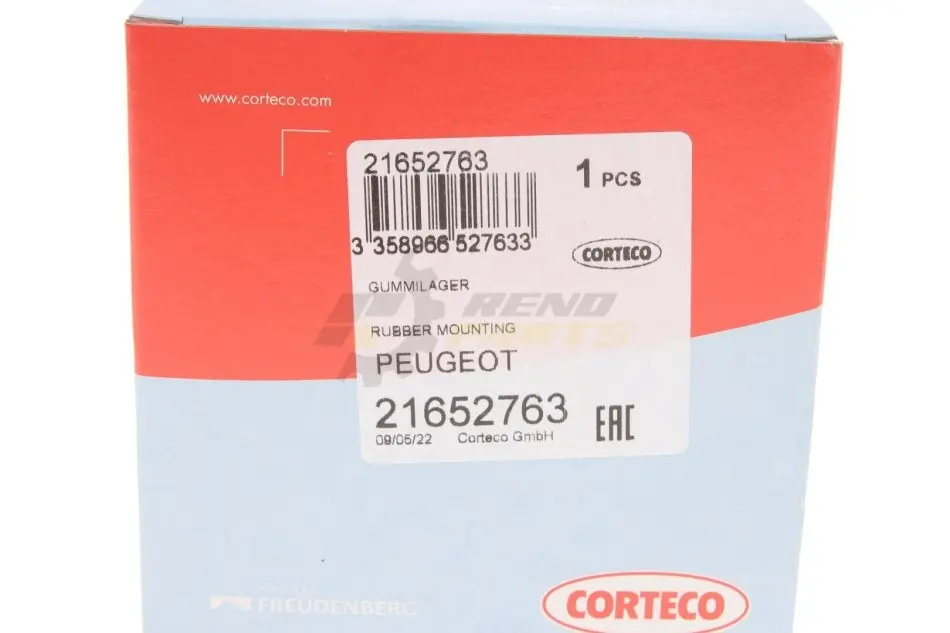 www.corteco.com
21652763
1 PCS
3 358966 527633
CORTECO
GUMMILAGER
RENO
PARTS
RUBBER MOUNTING
PEUGEOT
21652763
EAC
09/05/22 Corteco GmbH
FREUDENBERG
CORTECO